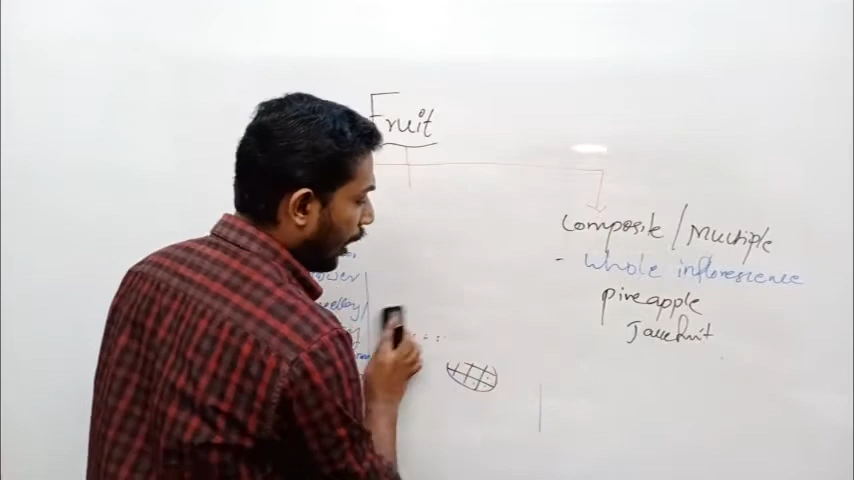 Fruit
Composite / Multiple
- Whole inflorescence
Pineapple
Jackfruit